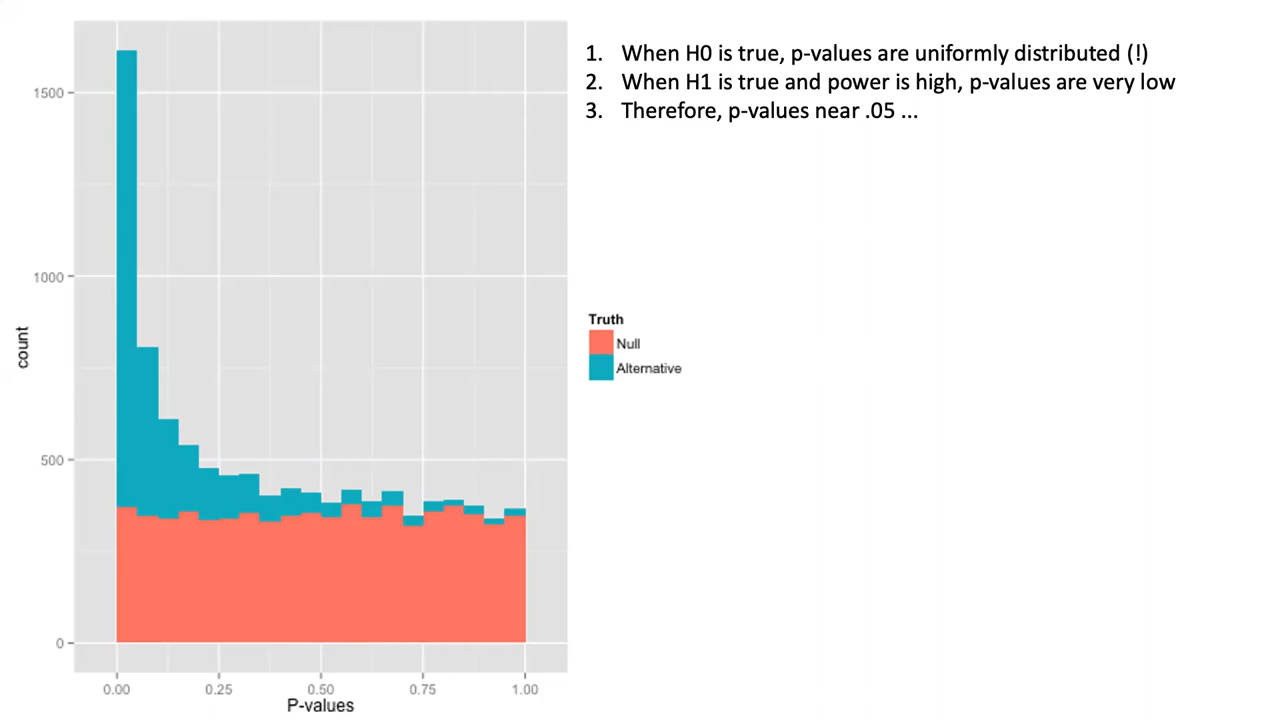 1. When H0 is true, p-values are uniformly distributed (!)
2. When H1 is true and power is high, p-values are very low
3. Therefore, p-values near .05 ...
1500
1000
500
0
count
0.00 0.25 0.50 0.75 1.00
P-values
Truth
Null
Alternative